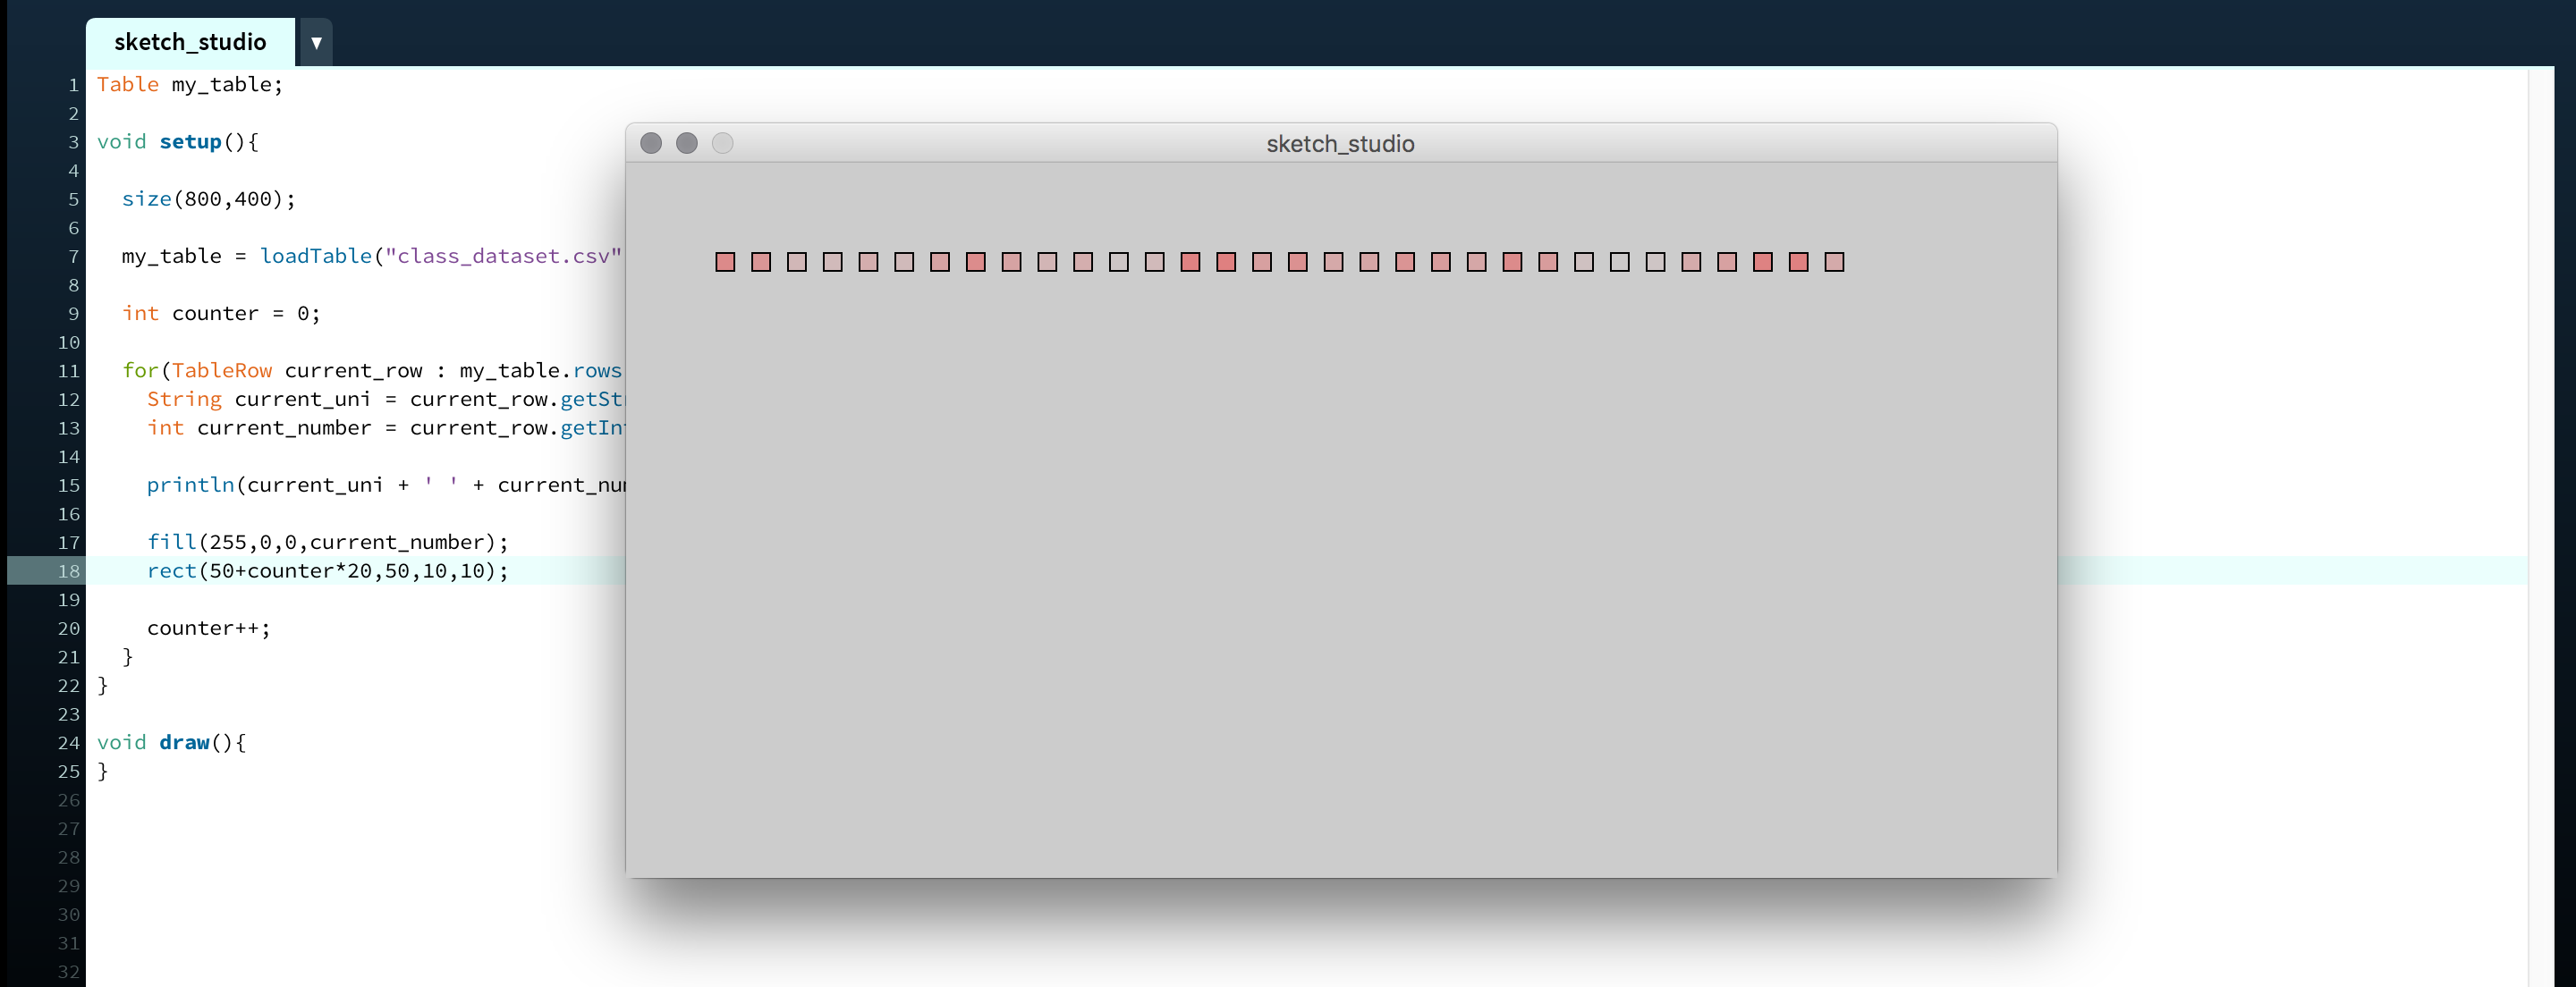 sketch_studio ▼
1 Table my_table;
2
3 void setup(){
4
5 size(800,400);
6
7 my_table = loadTable("class_dataset.csv"
8
9 int counter = 0;
10
11 for(TableRow current_row : my_table.rows
12 String current_uni = current_row.getSt
13 int current_number = current_row.getIn
14
15 println(current_uni + ' ' + current_nu
16
17 fill(255,0,0,current_number);
18 rect(50+counter*20,50,10,10);
19
20 counter++;
21 }
22 }
23
24 void draw(){
25 }
26
27
28
29
30
31
32
sketch_studio